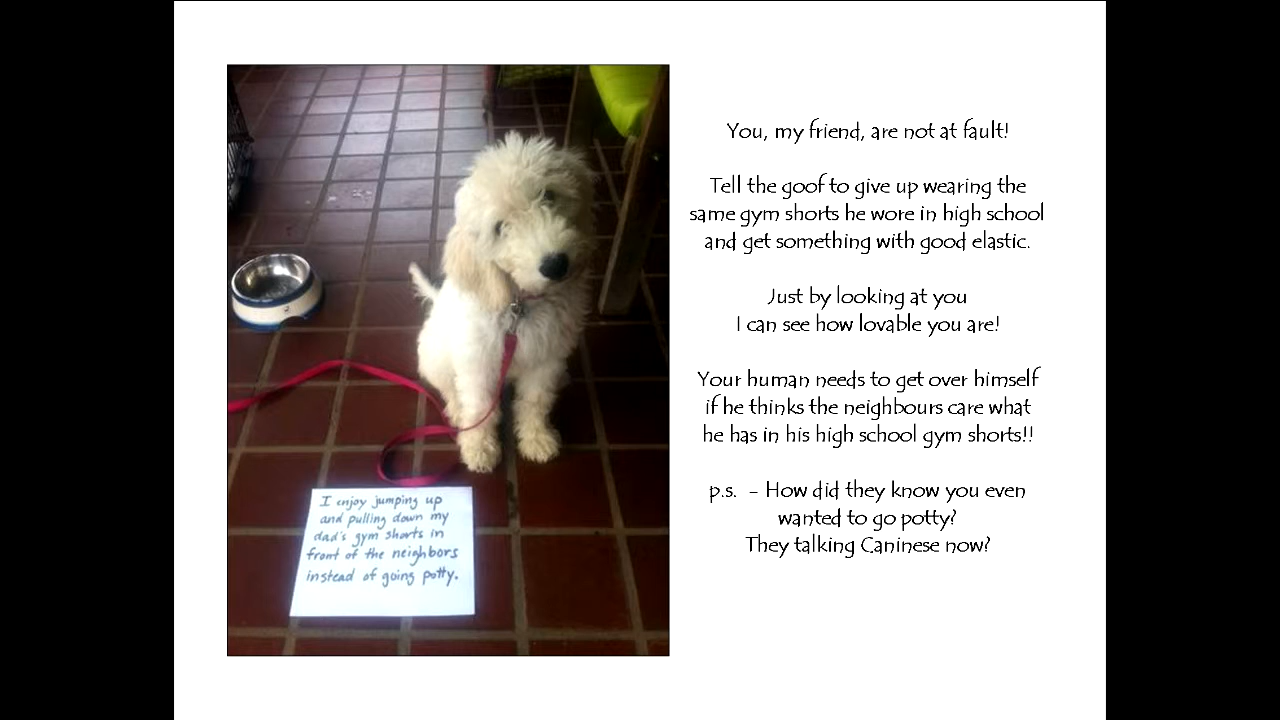 I enjoy jumping up
and pulling down my
dad's gym shorts in
front of the neighbors
instead of going potty.
You, my friend, are not at fault!
Tell the goof to give up wearing the
same gym shorts he wore in high school
and get something with good elastic.
Just by looking at you
I can see how lovable you are!
Your human needs to get over himself
if he thinks the neighbours care what
he has in his high school gym shorts!!
p.s. - How did they know you even
wanted to go potty?
They talking Caninese now?